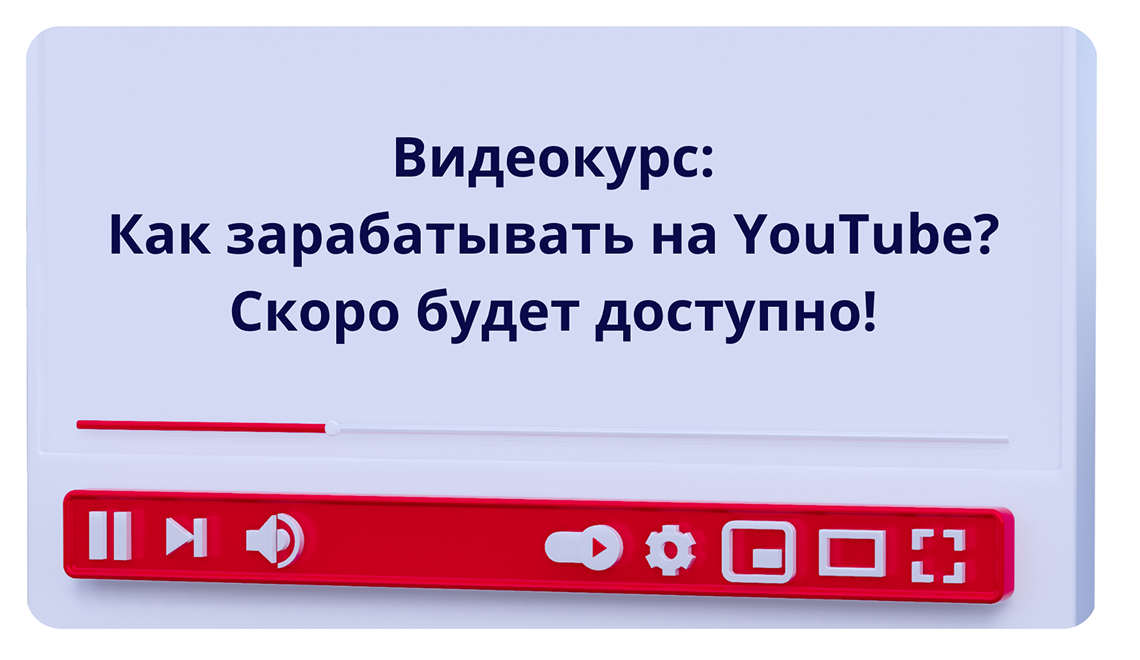 Видеокурс:
Как зарабатывать на YouTube?
Скоро будет доступно!